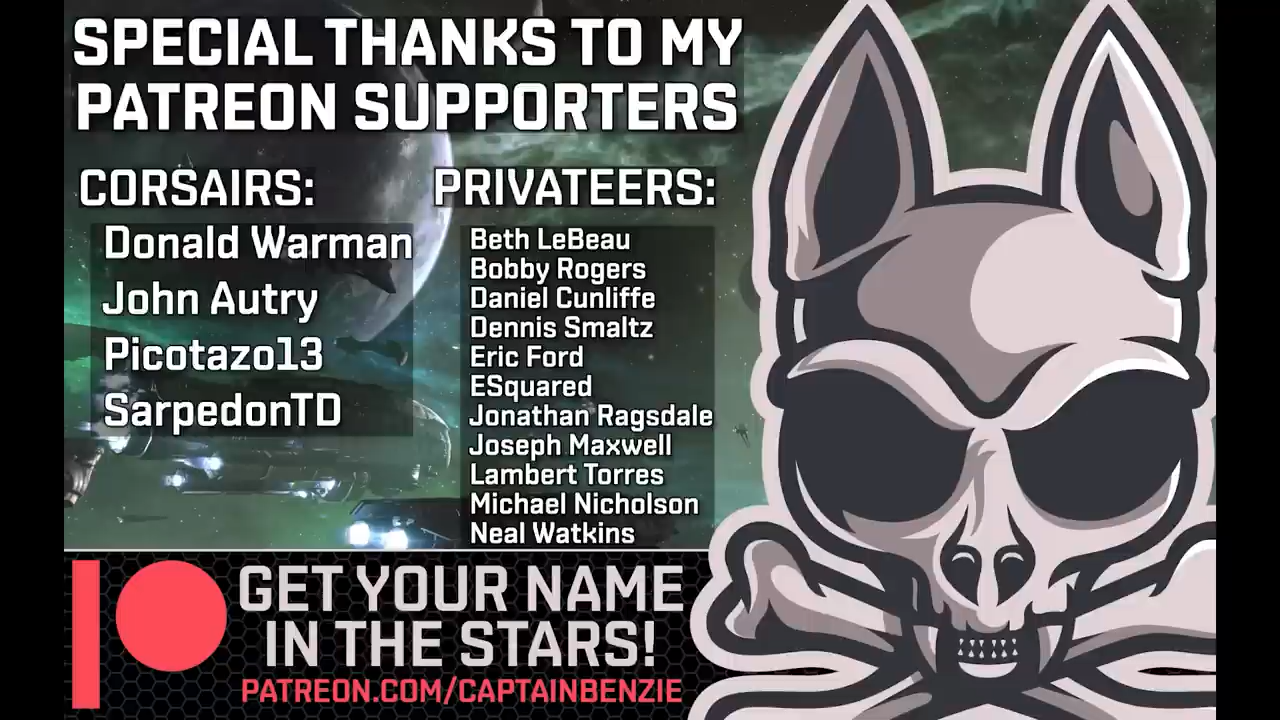 SPECIAL THANKS TO MY
PATREON SUPPORTERS
CORSAIRS:
Donald Warman
John Autry
Picotazo13
SarpedonTD
PRIVATEERS:
Beth LeBeau
Bobby Rogers
Daniel Cunliffe
Dennis Smaltz
Eric Ford
ESquared
Jonathan Ragsdale
Joseph Maxwell
Lambert Torres
Michael Nicholson
Neal Watkins
GET YOUR NAME
IN THE STARS!
PATREON.COM/CAPTAINBENZIE